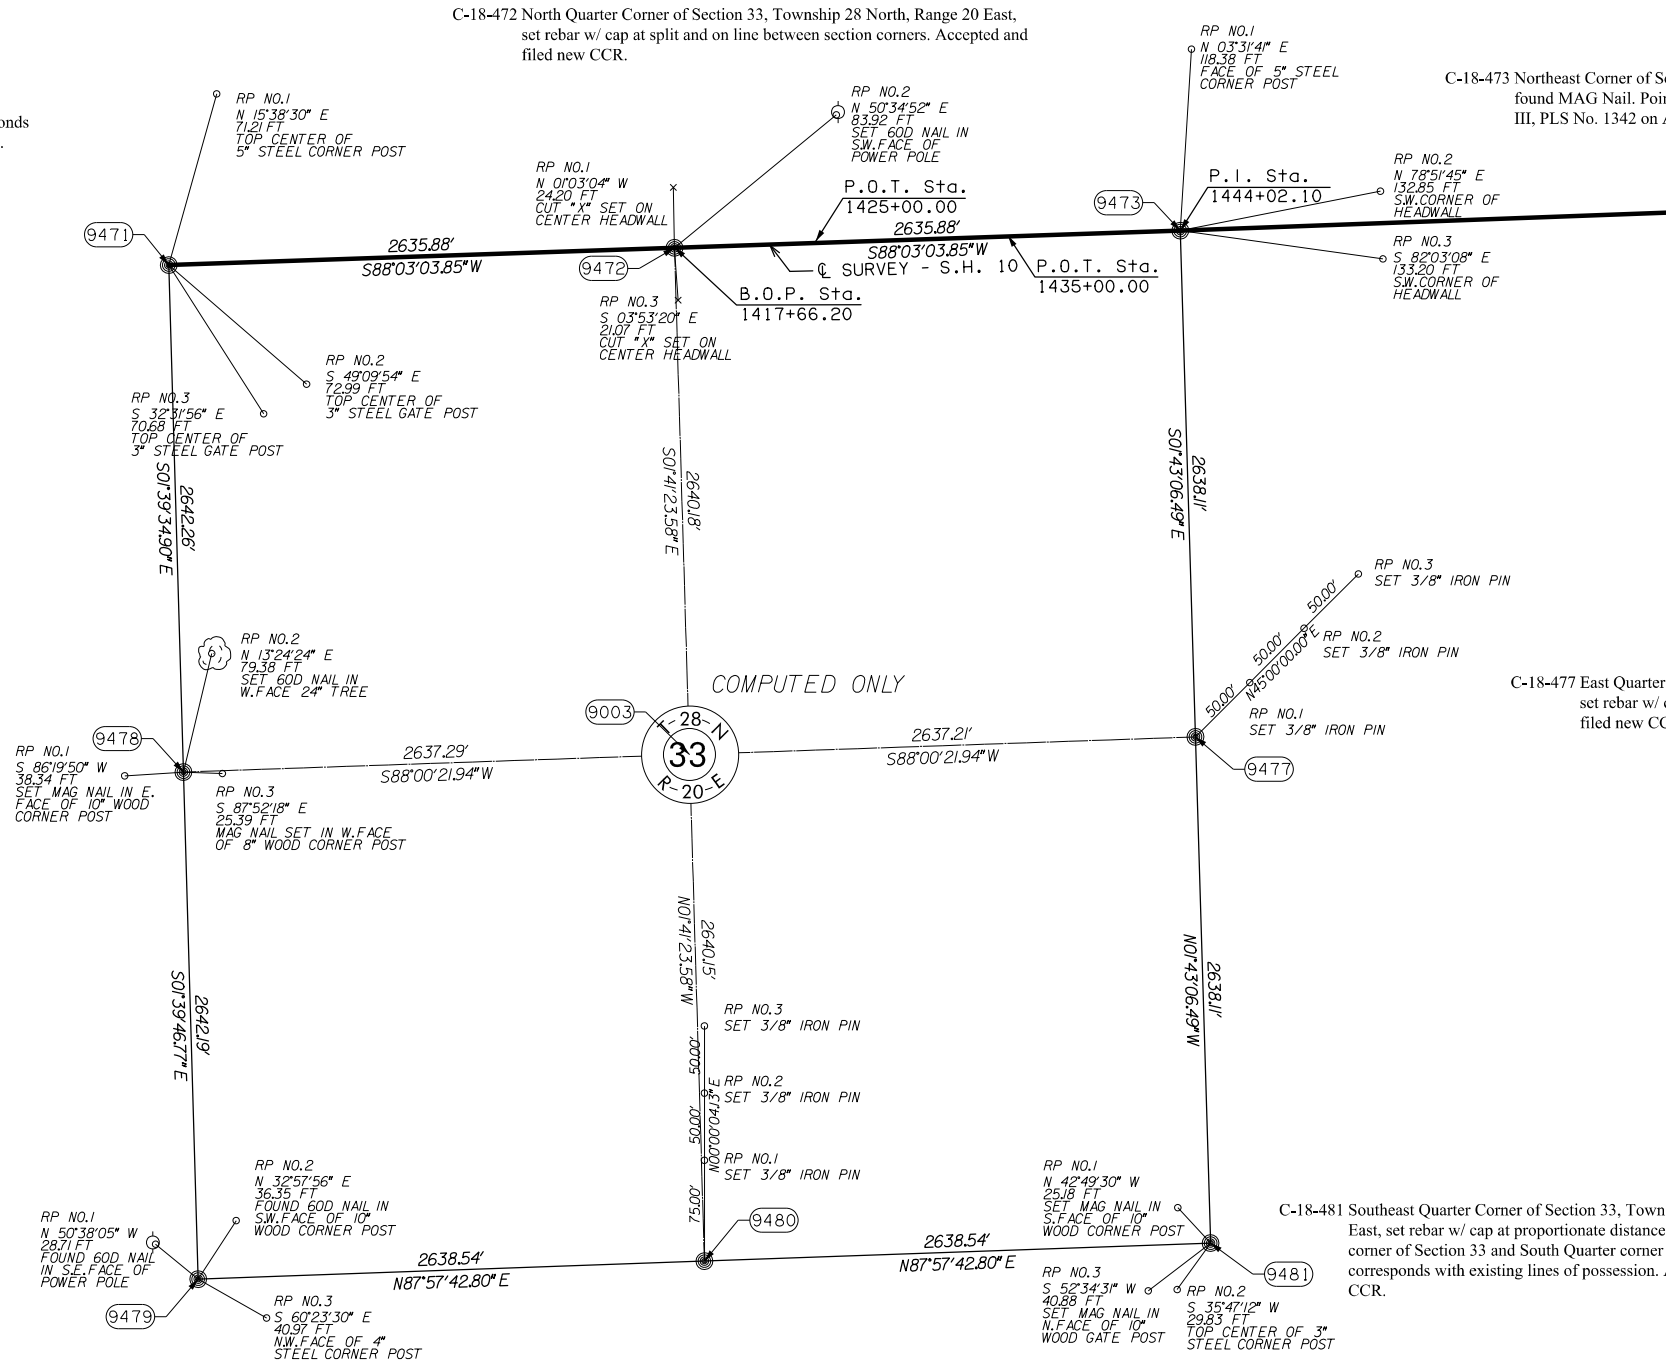 C-18-472 North Quarter Corner of Section 33, Township 28 North, Range 20 East,
set rebar w/ cap at split and on line between section corners. Accepted and
filed new CCR.
onds
.
C-18-473 Northeast Corner of Se
found MAG Nail. Poin
III, PLS No. 1342 on A
RP NO.1
N 15°38'30" E
71.21 FT
TOP CENTER OF
5" STEEL CORNER POST
RP NO.1
N 01°03'04" W
24.20 FT
CUT "X" SET ON
CENTER HEADWALL
RP NO.2
N 50°34'52" E
83.92 FT
SET 60D NAIL IN
S.W. FACE OF
POWER POLE
RP NO.1
N 03°31'41" E
118.38 FT
FACE OF 5" STEEL
CORNER POST
RP NO.2
N 78°51'45" E
132.85 FT
S.W. CORNER OF
HEADWALL
RP NO.3
S 82°03'08" E
133.20 FT
S.W. CORNER OF
HEADWALL
9471
2635.88'
S88°03'03.85"W
9472
P.O.T. Sta.
1425+00.00
2635.88'
S88°03'03.85"W
℄ SURVEY - S.H. 10
9473
P.I. Sta.
1444+02.10
P.O.T. Sta.
1435+00.00
B.O.P. Sta.
1417+66.20
RP NO.3
S 03°53'20" E
21.07 FT
CUT "X" SET ON
CENTER HEADWALL
RP NO.2
S 49°09'54" E
72.99 FT
TOP CENTER OF
3" STEEL GATE POST
RP NO.3
S 32°31'56" E
70.68 FT
TOP CENTER OF
3" STEEL GATE POST
2642.26'
S01°39'34.90"E
2640.18'
S01°41'23.58"E
2638.11'
S01°43'06.49"E
RP NO.3
SET 3/8" IRON PIN
RP NO.2
SET 3/8" IRON PIN
RP NO.1
SET 3/8" IRON PIN
50.00'
50.00'
50.00'
N45°00'00.00"E
RP NO.2
N 13°24'24" E
79.38 FT
SET 60D NAIL IN
W. FACE 24" TREE
COMPUTED ONLY
C-18-477 East Quarter
set rebar w/ c
filed new CC
9003
T-28-N
33
R-20-E
9478
RP NO.1
S 86°19'50" W
38.34 FT
SET MAG NAIL IN E.
FACE OF 10" WOOD
CORNER POST
2637.29'
S88°00'21.94"W
2637.21'
S88°00'21.94"W
9477
RP NO.3
S 87°52'18" E
25.39 FT
MAG NAIL SET IN W. FACE
OF 8" WOOD CORNER POST
2642.19'
S01°39'46.77"E
2640.15'
N01°41'23.58"W
2638.11'
N01°43'06.49"W
RP NO.3
SET 3/8" IRON PIN
RP NO.2
SET 3/8" IRON PIN
RP NO.1
SET 3/8" IRON PIN
50.00'
50.00'
75.00'
N00°00'04.13"E
RP NO.2
N 32°57'56" E
36.35 FT
FOUND 60D NAIL IN
S.W. FACE OF 10"
WOOD CORNER POST
RP NO.1
N 50°38'05" W
28.71 FT
FOUND 60D NAIL
IN S.E. FACE OF
POWER POLE
9479
2638.54'
N87°57'42.80"E
RP NO.3
S 60°23'30" E
40.97 FT
N.W. FACE OF 4"
STEEL CORNER POST
9480
2638.54'
N87°57'42.80"E
RP NO.1
N 42°49'30" W
25.18 FT
SET MAG NAIL IN
S. FACE OF 10"
WOOD CORNER POST
RP NO.3
S 52°34'31" W
40.88 FT
SET MAG NAIL IN
N. FACE OF 10"
WOOD GATE POST
RP NO.2
S 35°47'12" W
29.83 FT
TOP CENTER OF 3"
STEEL CORNER POST
9481
C-18-481 Southeast Quarter Corner of Section 33, Town
East, set rebar w/ cap at proportionate distance
corner of Section 33 and South Quarter corner
corresponds with existing lines of possession. A
CCR.